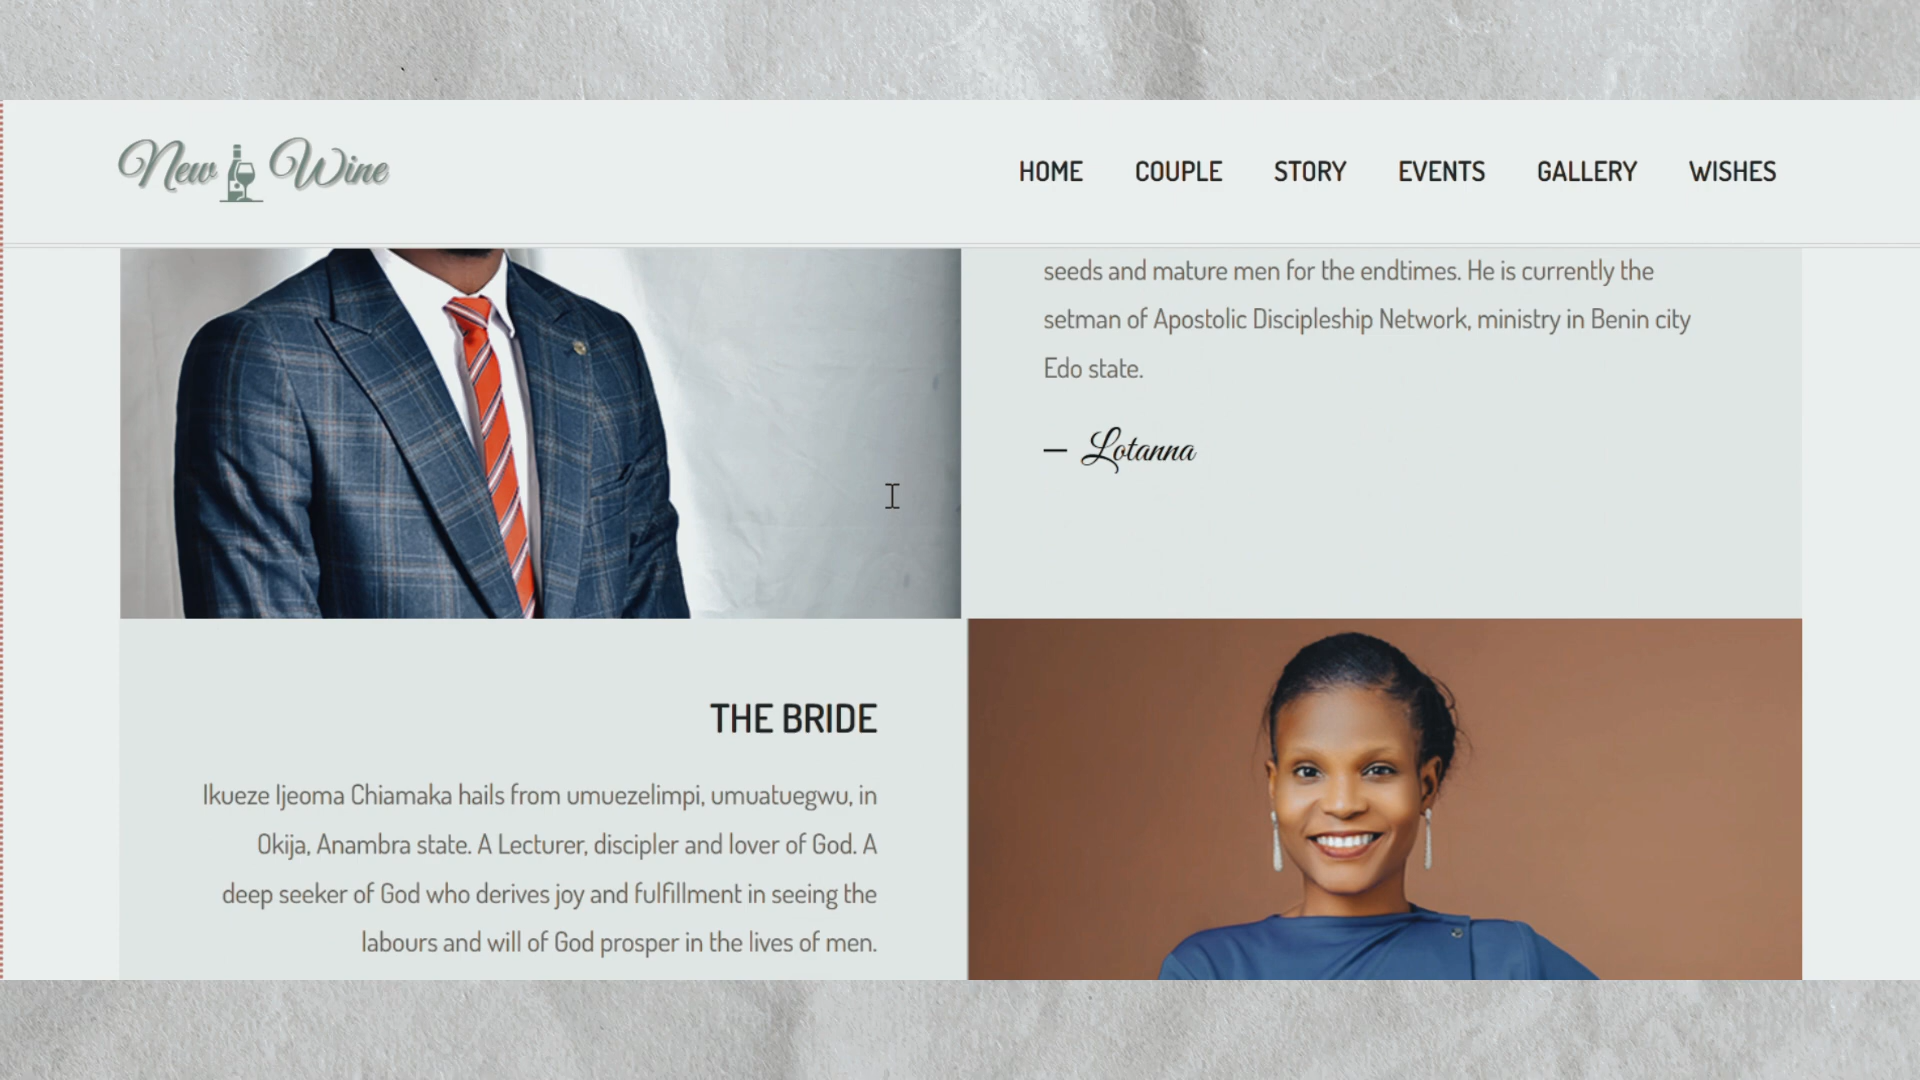 New Wine
HOME COUPLE STORY EVENTS GALLERY WISHES
seeds and mature men for the endtimes. He is currently the
setman of Apostolic Discipleship Network, ministry in Benin city
Edo state.
— Lotanna
THE BRIDE
Ikueze Ijeoma Chiamaka hails from umuezelimpi, umuatuegwu, in
Okija, Anambra state. A Lecturer, discipler and lover of God. A
deep seeker of God who derives joy and fulfillment in seeing the
labours and will of God prosper in the lives of men.